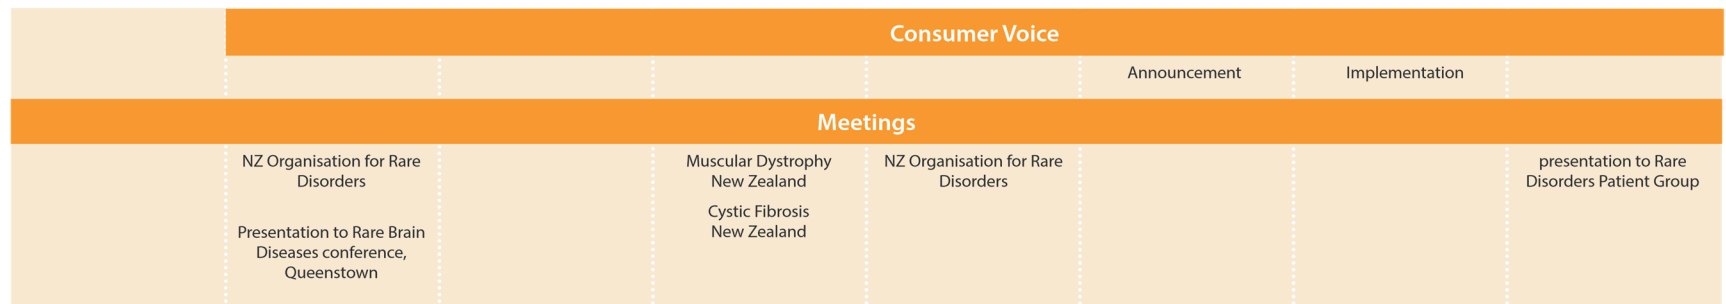 Consumer Voice
Announcement
Implementation
Meetings
NZ Organisation for Rare
Disorders
Presentation to Rare Brain
Diseases conference,
Queenstown
Muscular Dystrophy
New Zealand
Cystic Fibrosis
New Zealand
NZ Organisation for Rare
Disorders
presentation to Rare
Disorders Patient Group